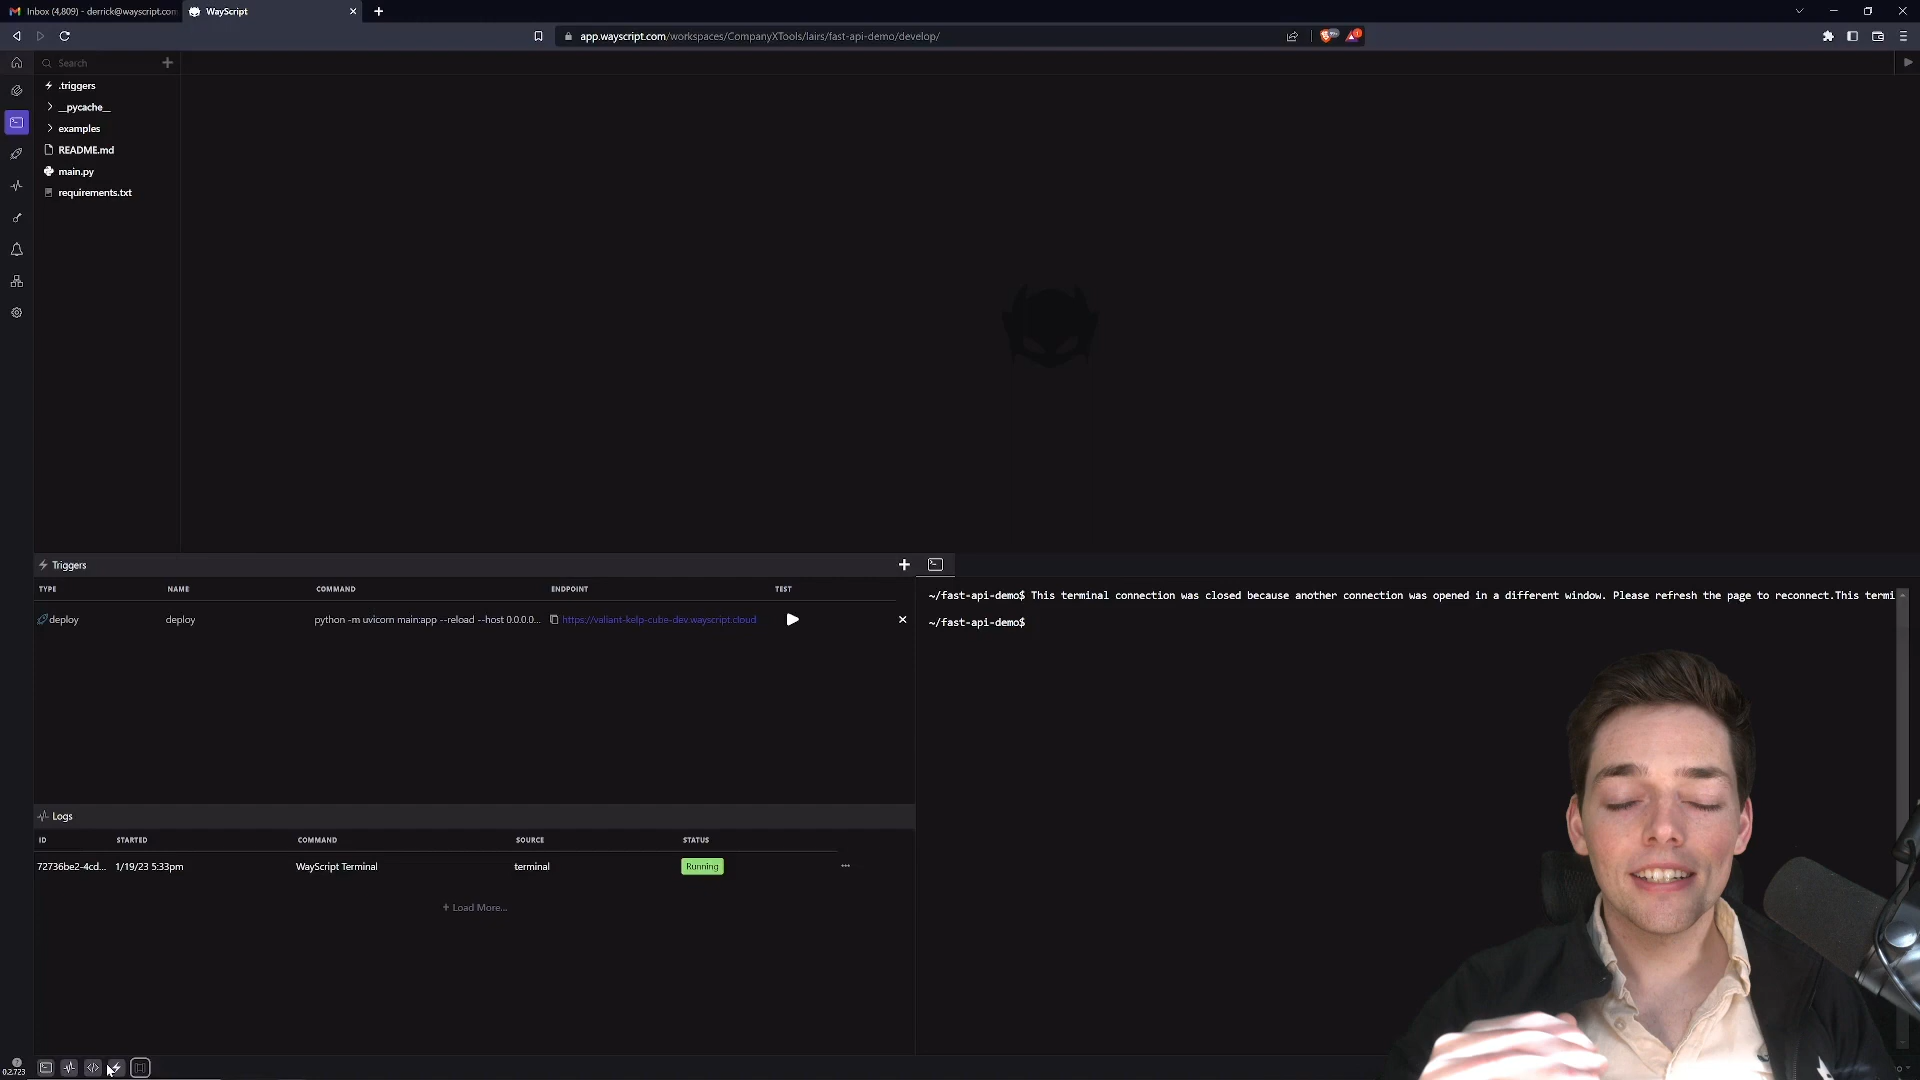 Inbox (4,809) - derrick@wayscript.com
WayScript
app.wayscript.com/workspaces/CompanyXTools/lairs/fast-api-demo/develop/
Search
.triggers
__pycache__
examples
README.md
main.py
requirements.txt
Triggers
TYPE NAME COMMAND ENDPOINT TEST
deploy deploy python -m uvicorn main:app --reload --host 0.0.0.0... https://valiant-kelp-cube-dev.wayscript.cloud
~/fast-api-demo$ This terminal connection was closed because another connection was opened in a different window. Please refresh the page to reconnect.This termi
~/fast-api-demo$
Logs
ID STARTED COMMAND SOURCE STATUS
72736be2-4cd... 1/19/23 5:33pm WayScript Terminal terminal Running
+ Load More...
0.2.723